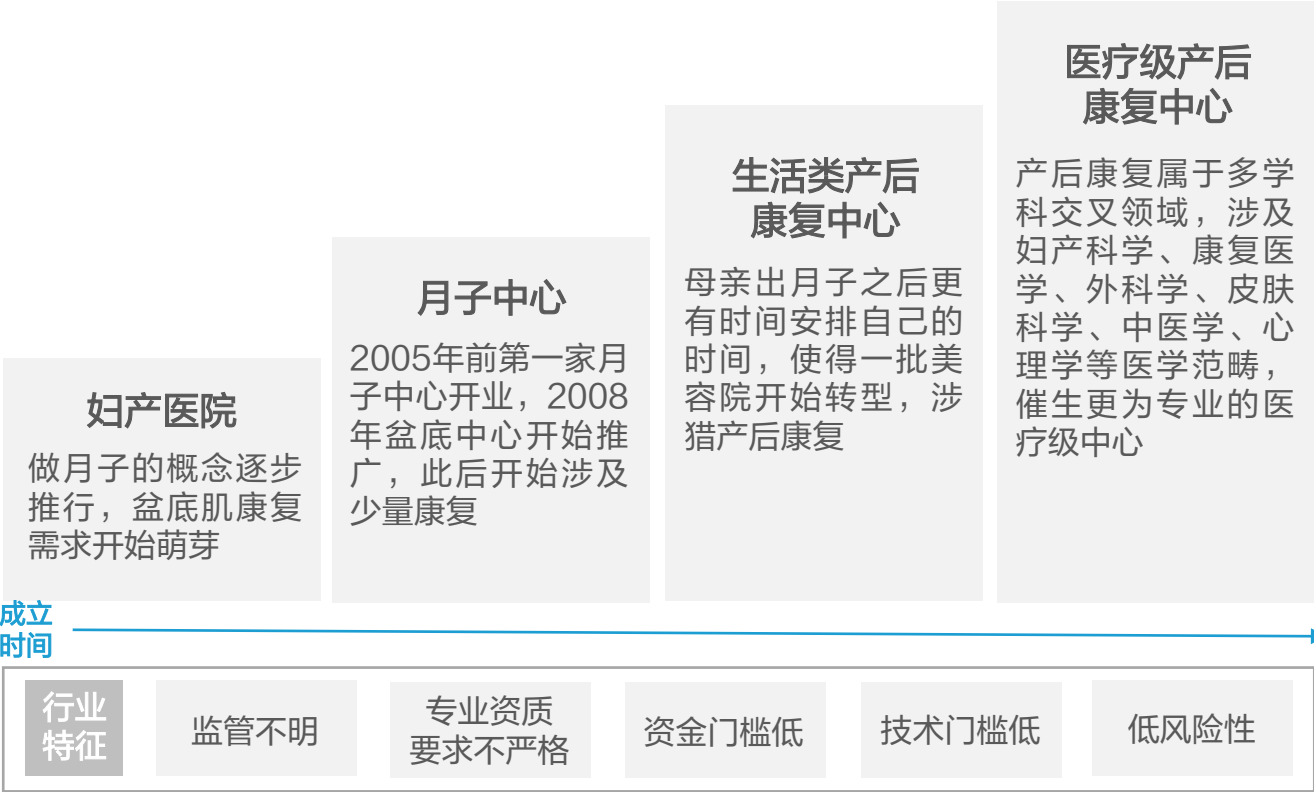 妇产医院
做月子的概念逐步
推行，盆底肌康复
需求开始萌芽
月子中心
2005年前第一家月
子中心开业，2008
年盆底中心开始推
广，此后开始涉及
少量康复
生活类产后
康复中心
母亲出月子之后更
有时间安排自己的
时间，使得一批美
容院开始转型，涉
猎产后康复
医疗级产后
康复中心
产后康复属于多学
科交叉领域，涉及
妇产科学、康复医
学、外科学、皮肤
科学、中医学、心
理学等医学范畴，
催生更为专业的医
疗级中心
成立
时间
行业
特征
监管不明
专业资质
要求不严格
资金门槛低
技术门槛低
低风险性